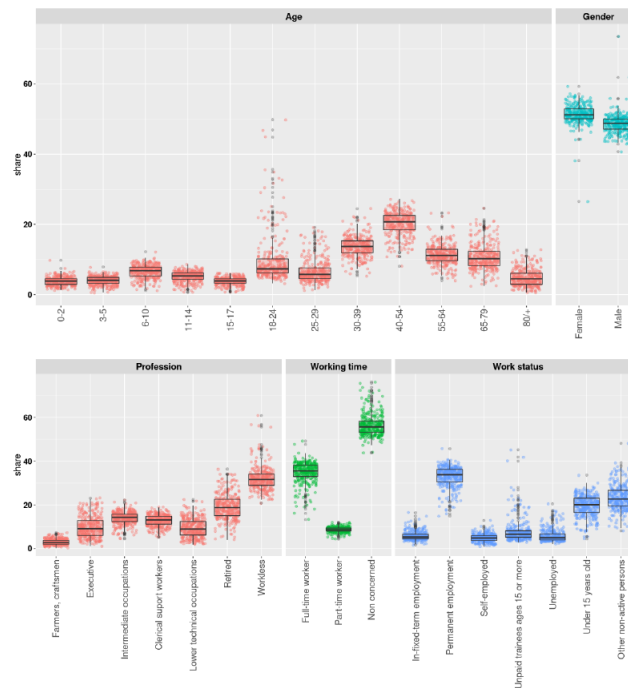 Age
Gender
60
40
20
0
share
0-2
3-5
6-10
11-14
15-17
18-24
25-29
30-39
40-54
55-64
65-79
80/+
Female
Male
Profession
Working time
Work status
60
40
20
0
share
Farmers, craftsmen
Executive
Intermediate occupations
Clerical suport workers
Lower technical occupations
Retired
Workless
Full-time worker
Part-time worker
Non concerned
In-fixed-term employment
Permanent employment
Self-employed
Unpaid trainees ages 15 or more
Unemployed
Under 15 years old
Other non-active persons